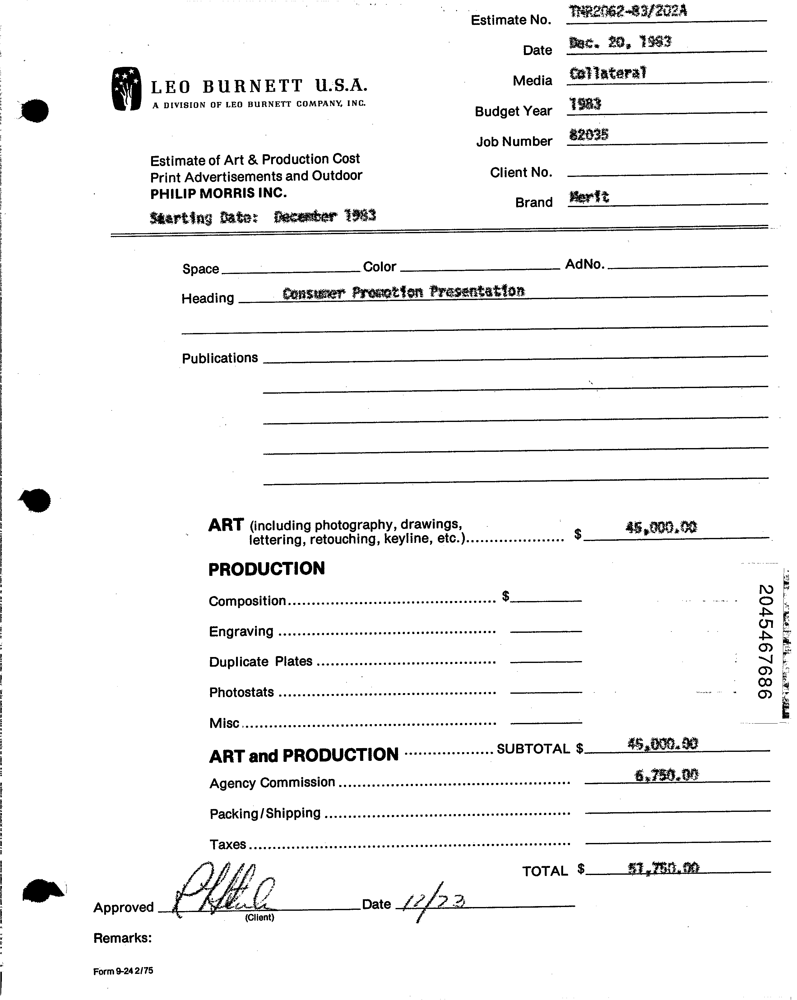 Estimate No. TNR2062-83/202A
Date Dec. 20, 1983
LEO BURNETT U.S.A.
A DIVISION OF LEO BURNETT COMPANY, INC.
Media Collateral
Budget Year 1983
Job Number 82035
Estimate of Art & Production Cost
Print Advertisements and Outdoor
PHILIP MORRIS INC.
Client No.
Brand Merit
Starting Date: December 1983
Space Color AdNo.
Heading Consumer Promotion Presentation
Publications
ART (including photography, drawings,
lettering, retouching, keyline, etc.)..................... $ 45,000.00
PRODUCTION
Composition.......................................... $
Engraving ............................................
Duplicate Plates ....................................
Photostats ............................................
Misc....................................................
ART and PRODUCTION ................... SUBTOTAL $ 45,000.00
Agency Commission ................................................ 6,750.00
Packing/Shipping ...................................................
Taxes....................................................................
TOTAL $ 51,750.00
Approved Date 12/23
(Client)
Remarks:
Form 9-24 2/75
2045467686